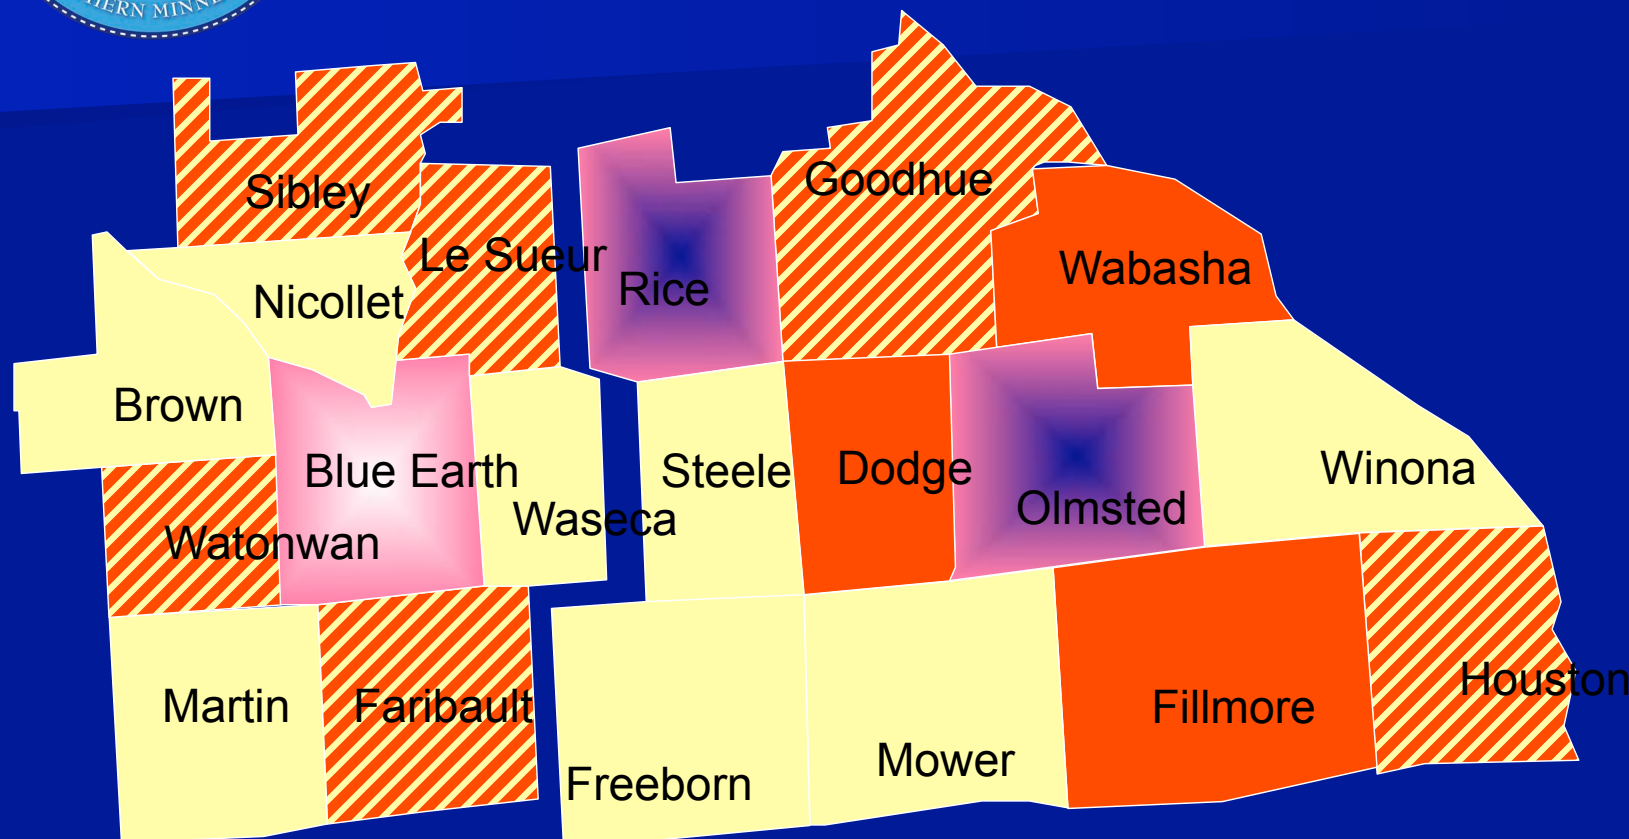 Sibley
Goodhue
Le Sueur
Rice
Wabasha
Nicollet
Brown
Blue Earth
Steele
Dodge
Winona
Waseca
Olmsted
Watonwan
Martin
Faribault
Fillmore
Houston
Freeborn
Mower